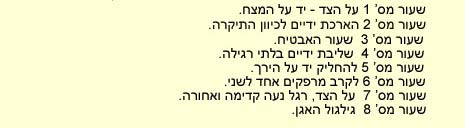 שעור מס' 1 על הצד - יד על המצח.
שעור מס' 2 הארכת ידיים לכיוון התיקרה.
שעור מס' 3  שעור האבטיח.
שעור מס' 4  שליבת ידיים בלתי רגילה.
שעור מס' 5 להחליק יד על הירך.
שעור מס' 6 לקרב מרפקים אחד לשני.
שעור מס' 7  על הצד, רגל נעה קדימה ואחורה.
שעור מס' 8  גילגול האגן.